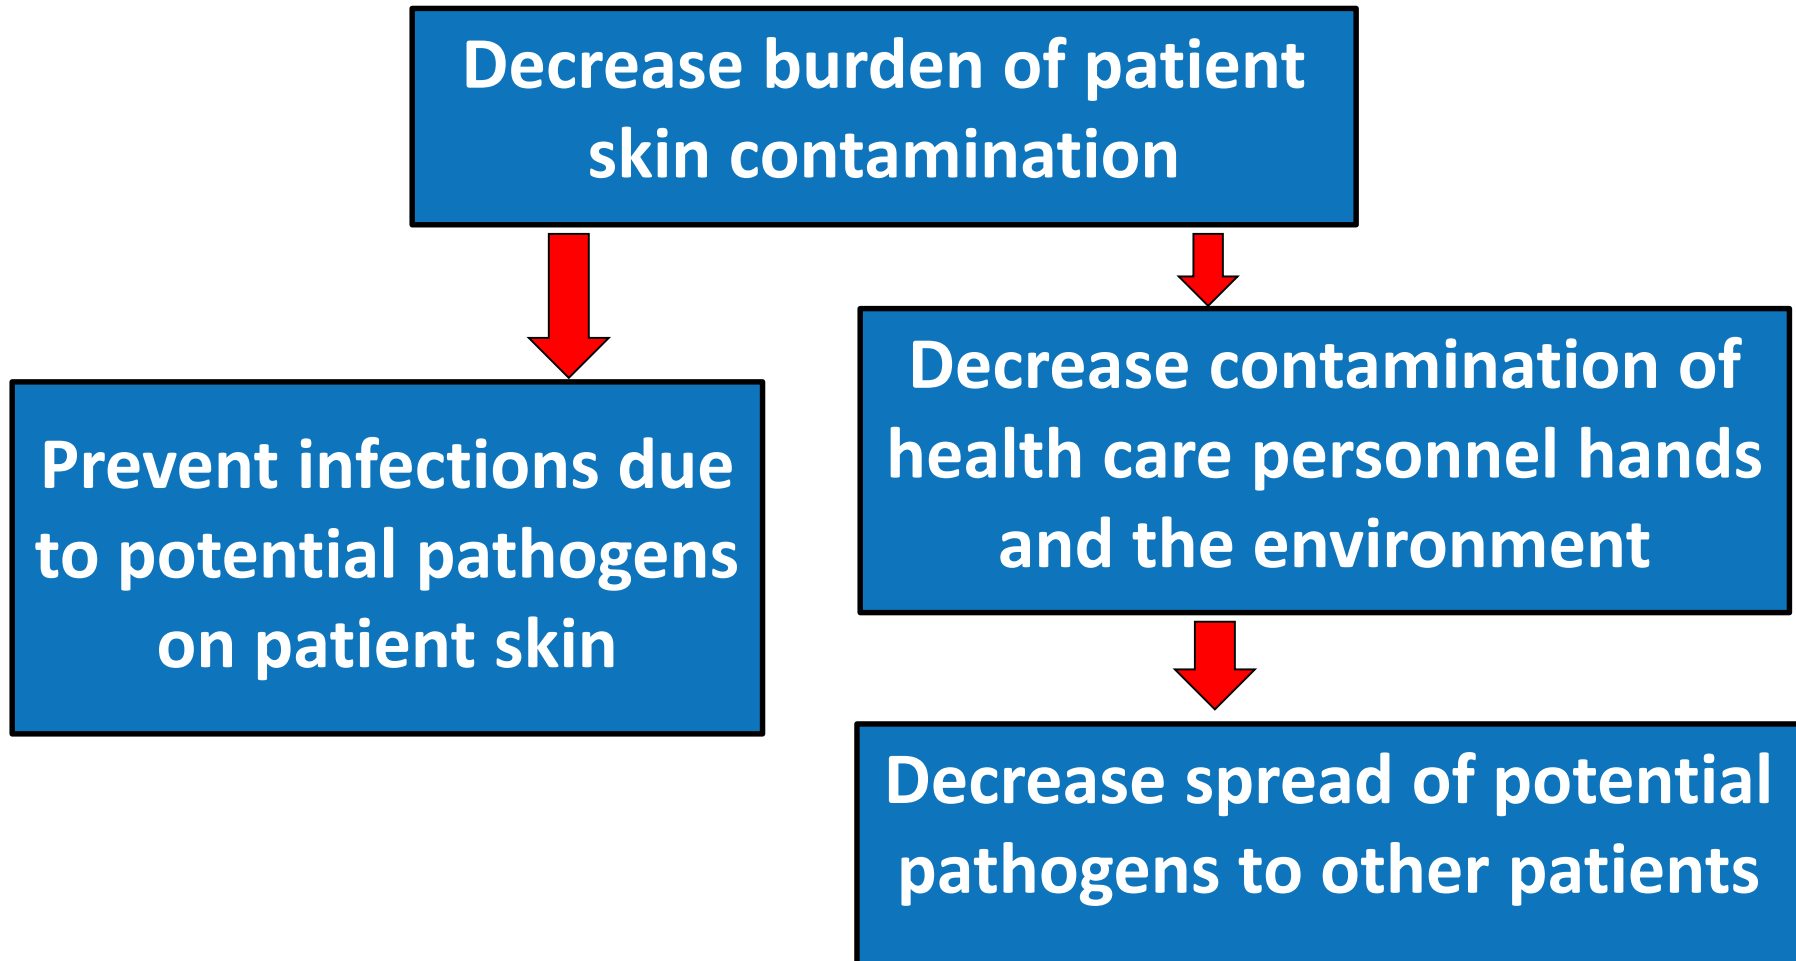 Decrease burden of patient
skin contamination
Prevent infections due
to potential pathogens
on patient skin
Decrease contamination of
health care personnel hands
and the environment
Decrease spread of potential
pathogens to other patients